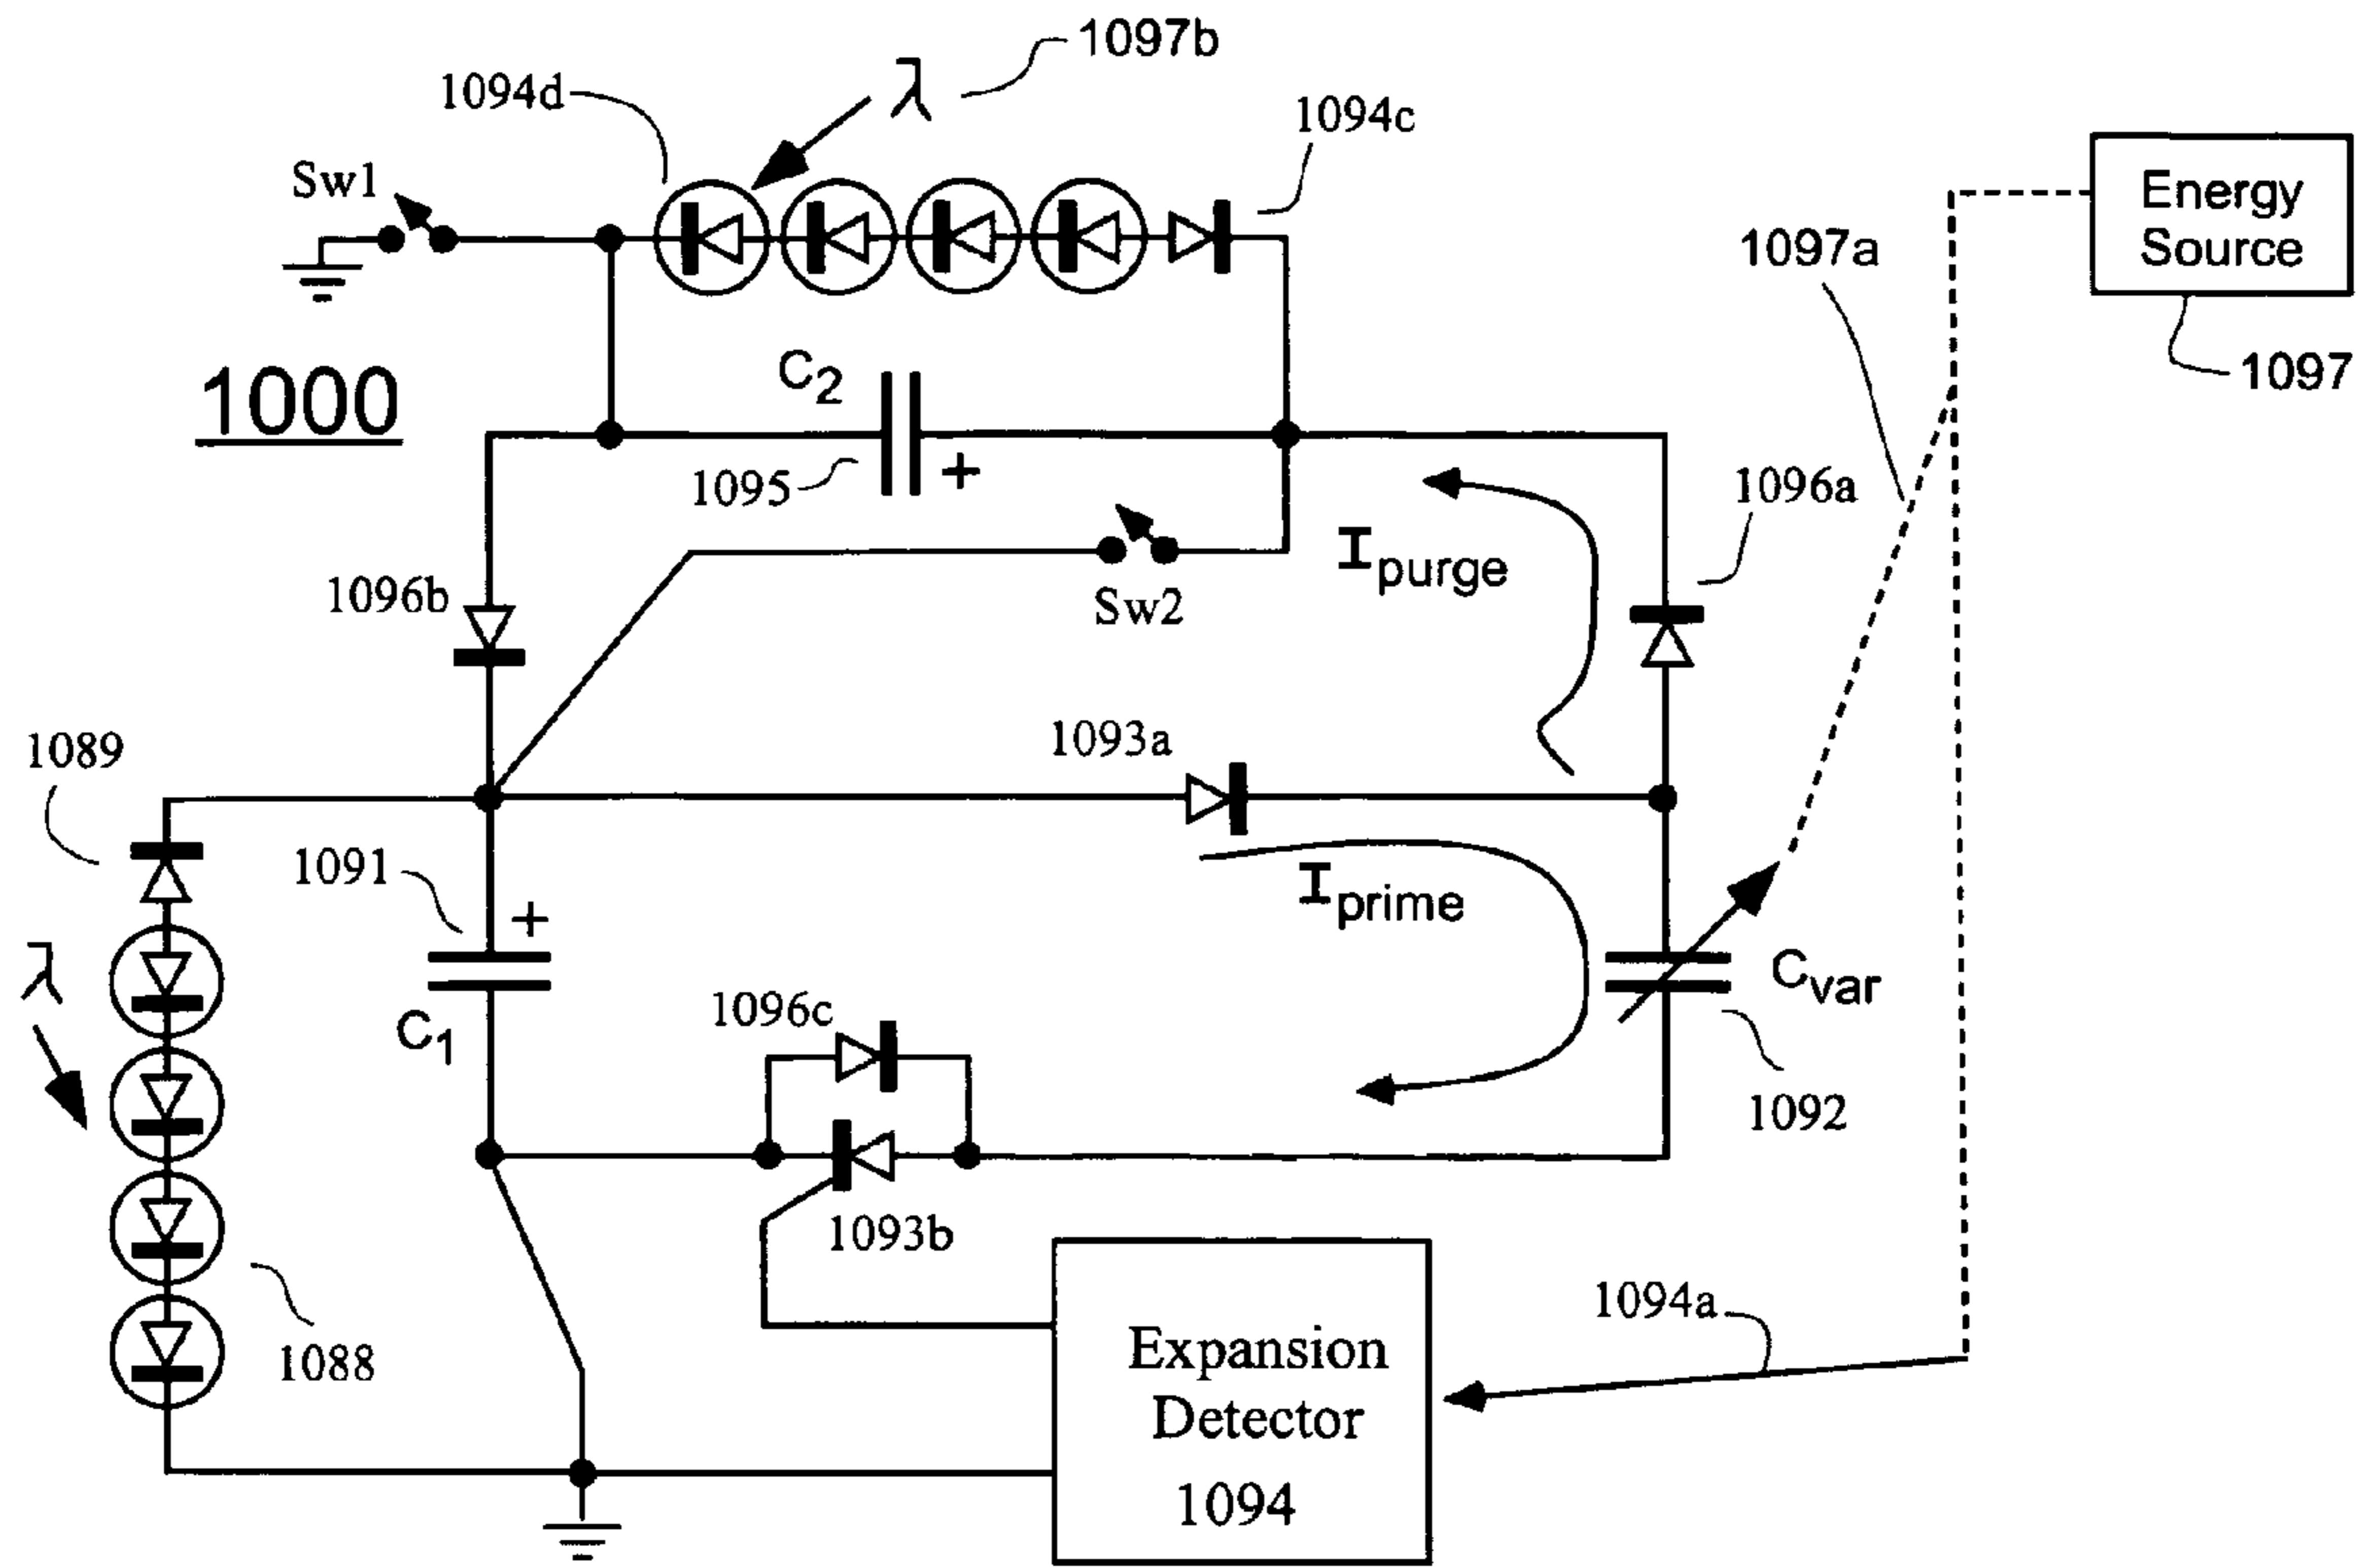 1097b
λ
1094d
1094c
Sw1
Energy
Source
1097a
1097
C2
1000
1095
+
1096a
Ipurge
1096b
Sw2
1093a
1089
1091
+
Iprime
λ
Cvar
1096c
C1
1092
1093b
1094a
Expansion
Detector
1094
1088